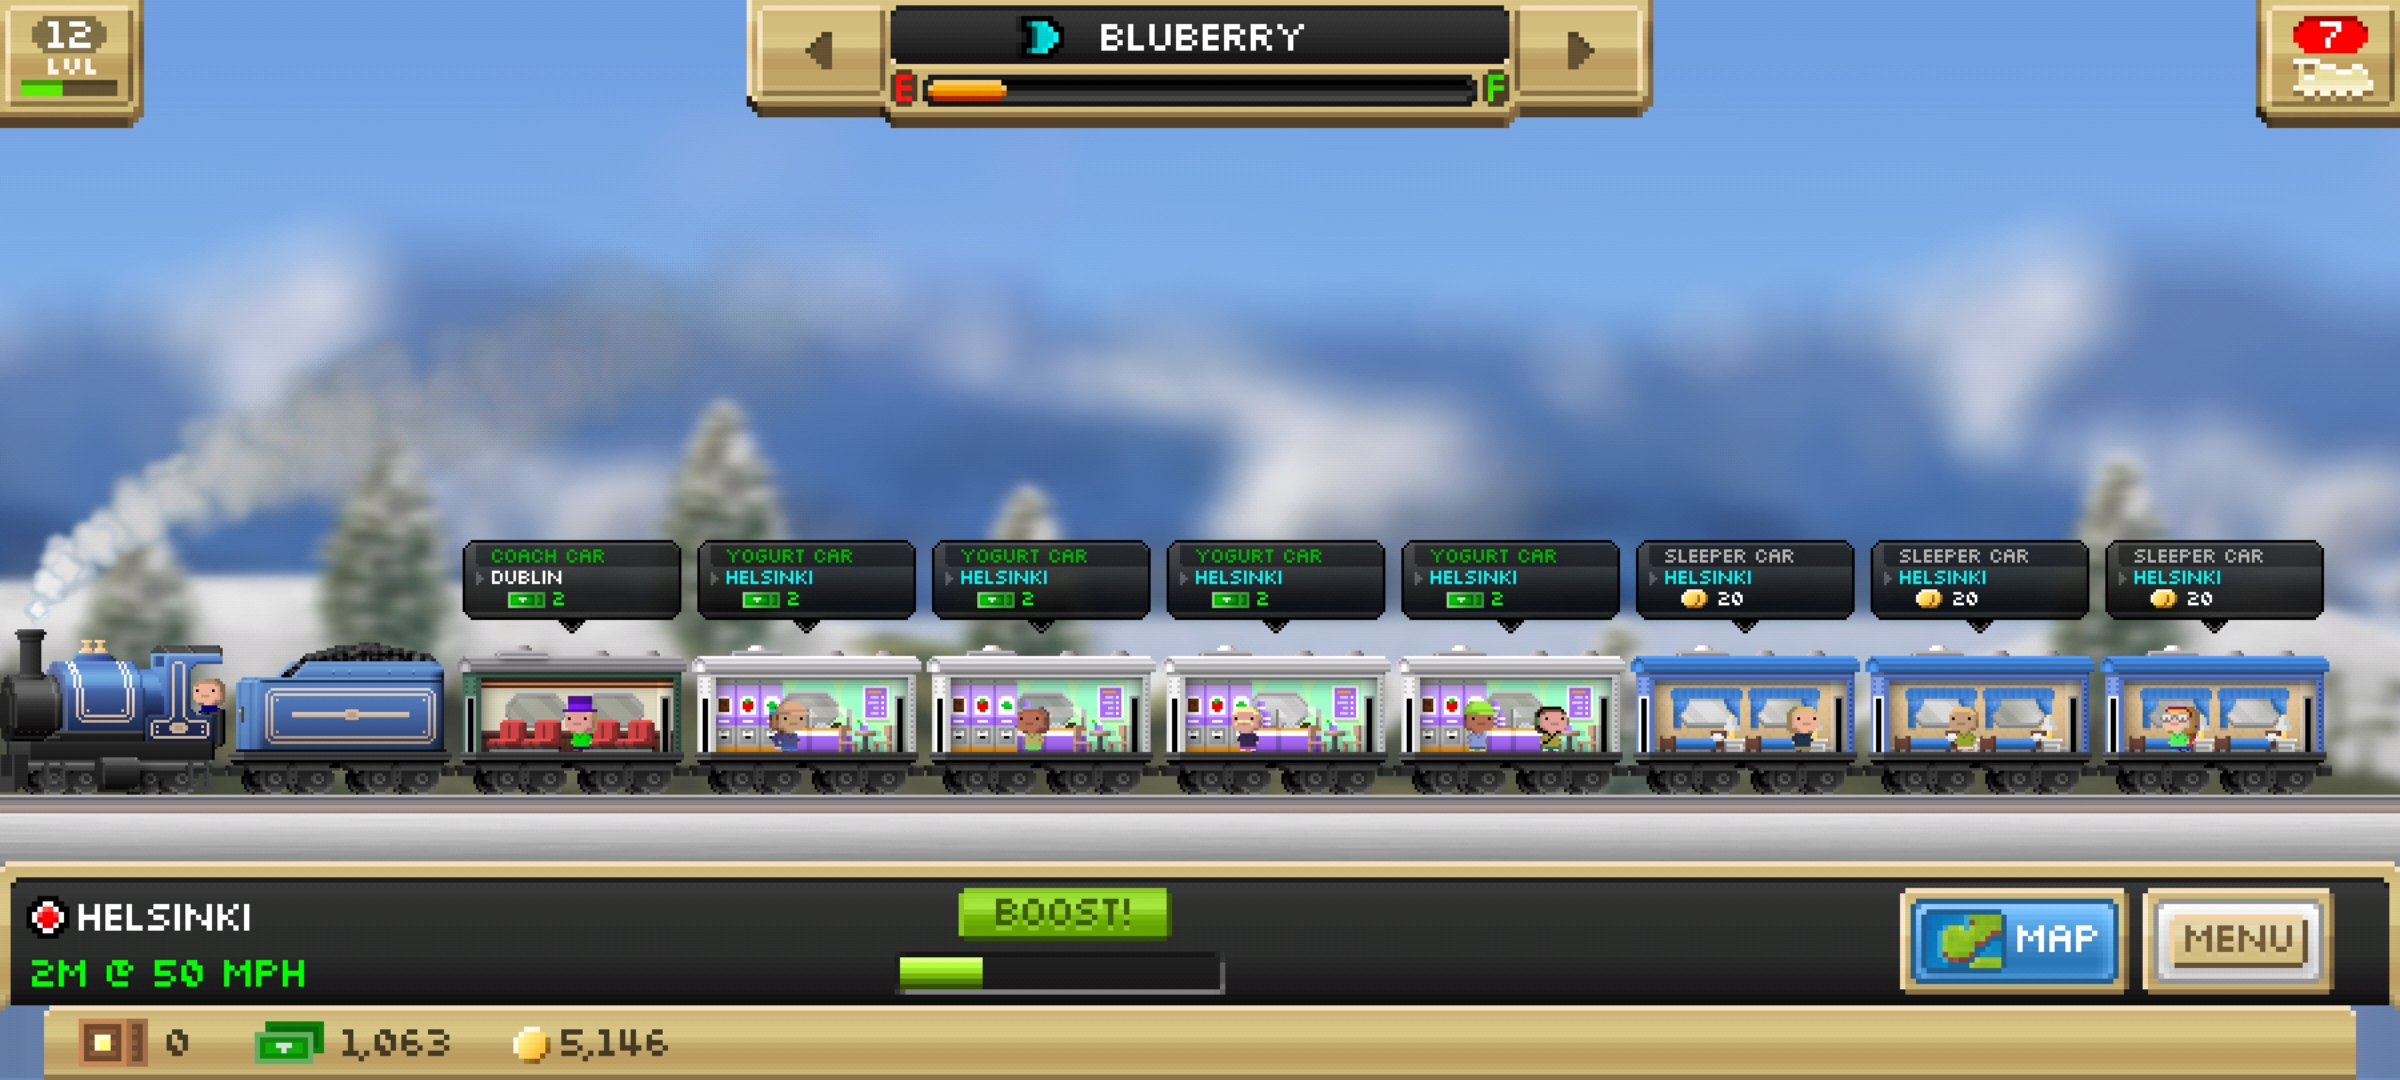 12
LVL
BLUBERRY
E F
7
COACH CAR
DUBLIN
2
YOGURT CAR
HELSINKI
2
YOGURT CAR
HELSINKI
2
YOGURT CAR
HELSINKI
2
YOGURT CAR
HELSINKI
2
SLEEPER CAR
HELSINKI
20
SLEEPER CAR
HELSINKI
20
SLEEPER CAR
HELSINKI
20
HELSINKI
2M @ 50 MPH
BOOST!
MAP
MENU
0 1,063 5,146